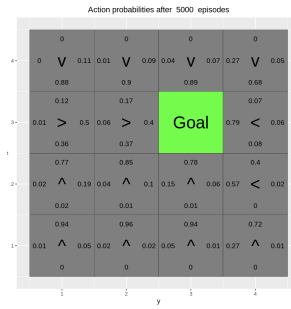 Action probabilities after 5000 episodes
0 0 0 0
4 0 v 0.11 0.01 v 0.09 0.04 v 0.07 0.27 v 0.05
0.88 0.9 0.89 0.68
0.12 0.17 0.07
3 0.01 > 0.5 0.06 > 0.4 Goal 0.79 < 0.06
0.36 0.37 0.08
0.77 0.85 0.78 0.4
2 0.02 ^ 0.19 0.04 ^ 0.1 0.15 ^ 0.06 0.57 < 0.02
0.02 0.01 0.01 0
0.94 0.96 0.94 0.72
1 0.01 ^ 0.05 0.02 ^ 0.02 0.05 ^ 0.01 0.27 ^ 0.01
0 0 0 0
1 2 3 4
y